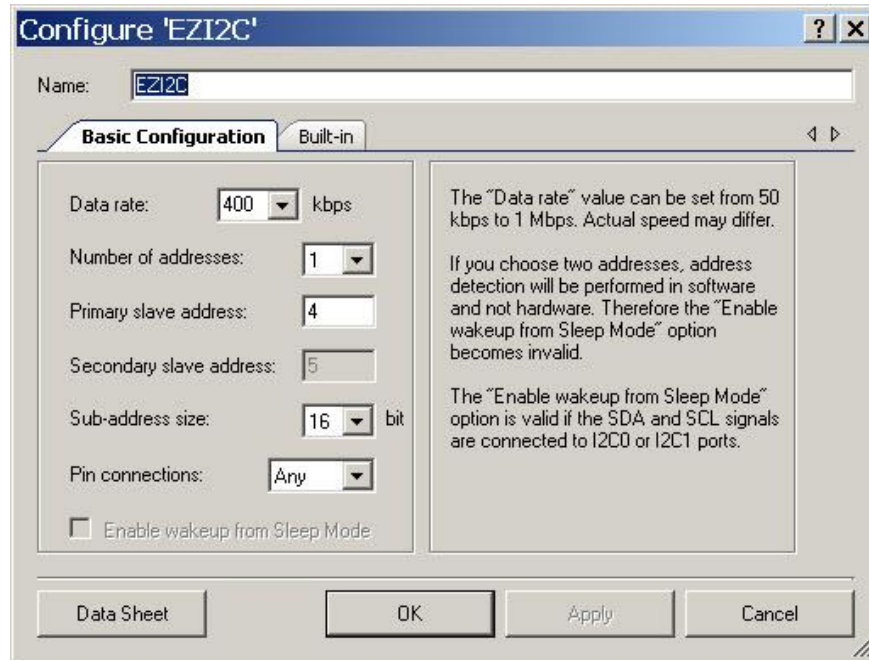 Configure 'EZI2C'
? X
Name: EZI2C
Basic Configuration Built-in
Data rate: 400 kbps
Number of addresses: 1
Primary slave address: 4
Secondary slave address: 5
Sub-address size: 16 bit
Pin connections: Any
Enable wakeup from Sleep Mode
The "Data rate" value can be set from 50
kbps to 1 Mbps. Actual speed may differ.
If you choose two addresses, address
detection will be performed in software
and not hardware. Therefore the "Enable
wakeup from Sleep Mode" option
becomes invalid.
The "Enable wakeup from Sleep Mode"
option is valid if the SDA and SCL signals
are connected to I2C0 or I2C1 ports.
Data Sheet OK Apply Cancel